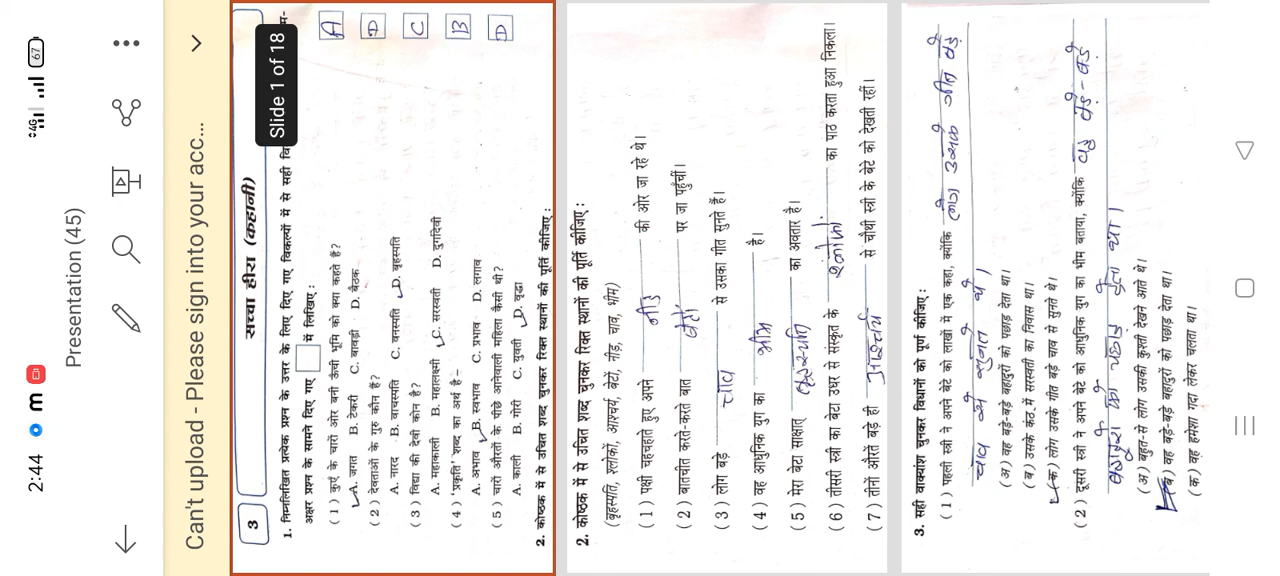 2:44
4G
67
Presentation (45)
Can't upload - Please sign into your acc...
Slide 1 of 18
3
सच्चा हीरा (कहानी)
1. निम्नलिखित प्रत्येक प्रश्न के उत्तर के लिए दिए गए विकल्पों में से सही
अक्षर प्रश्न के सामने दिए गए में लिखिए :
(1) कुएँ के चारों ओर बनी ऊँची भूमि को क्या कहते हैं? A
A. जगत B. टेकरी C. बावड़ी D. बैठक
(2) देवताओं के गुरु कौन हैं? D
A. नारद B. वाचस्पति C. वनस्पति D. बृहस्पति
(3) विद्या की देवी कौन है? C
A. महाकाली B. महालक्ष्मी C. सरस्वती D. दुर्गादेवी
(4) 'प्रकृति' शब्द का अर्थ है – B
A. अभाव B. स्वभाव C. प्रभाव D. लगाव
(5) चारों औरतों के पीछे आनेवाली महिला कैसी थी? D
A. काली B. गोरी C. युवती D. वृद्धा
2. कोष्ठक में से उचित शब्द चुनकर रिक्त स्थानों की पूर्ति कीजिए :
2. कोष्ठक में से उचित शब्द चुनकर रिक्त स्थानों की पूर्ति कीजिए :
(बृहस्पति, श्लोकों, आश्चर्य, बेटों, नीड़, चाव, भीम)
(1) पक्षी चहचहाते हुए अपने नीड़ की ओर जा रहे थे।
(2) बातचीत करते-करते बात बेटों पर जा पहुँचीं।
(3) लोग बड़े चाव से उसका गीत सुनते हैं।
(4) वह आधुनिक युग का भीम है।
(5) मेरा बेटा साक्षात् बृहस्पति का अवतार है।
(6) तीसरी स्त्री का बेटा उधर से संस्कृत के श्लोकों का पाठ करता हुआ निकला।
(7) तीनों औरतें बड़े ही आश्चर्य से चौथी स्त्री के बेटे को देखती रहीं।
3. सही वाक्यांश चुनकर विधानों को पूर्ण कीजिए :
(1) पहली स्त्री ने अपने बेटे को लाखों में एक कहा, क्योंकि लोग उसके गीत बड़े
चाव से सुनते थे।
(अ) वह बड़े-बड़े बहादुरों को पछाड़ देता था।
(ब) उसके कंठ में सरस्वती का निवास था।
(क) लोग उसके गीत बड़े चाव से सुनते थे।
(2) दूसरी स्त्री ने अपने बेटे को आधुनिक युग का भीम बताया, क्योंकि वह बड़े-बड़े
बहादुरों को पछाड़ देता था।
(अ) बहुत-से लोग उसकी कुश्ती देखने आते थे।
(ब) वह बड़े-बड़े बहादुरों को पछाड़ देता था।
(क) वह हमेशा गदा लेकर चलता था।